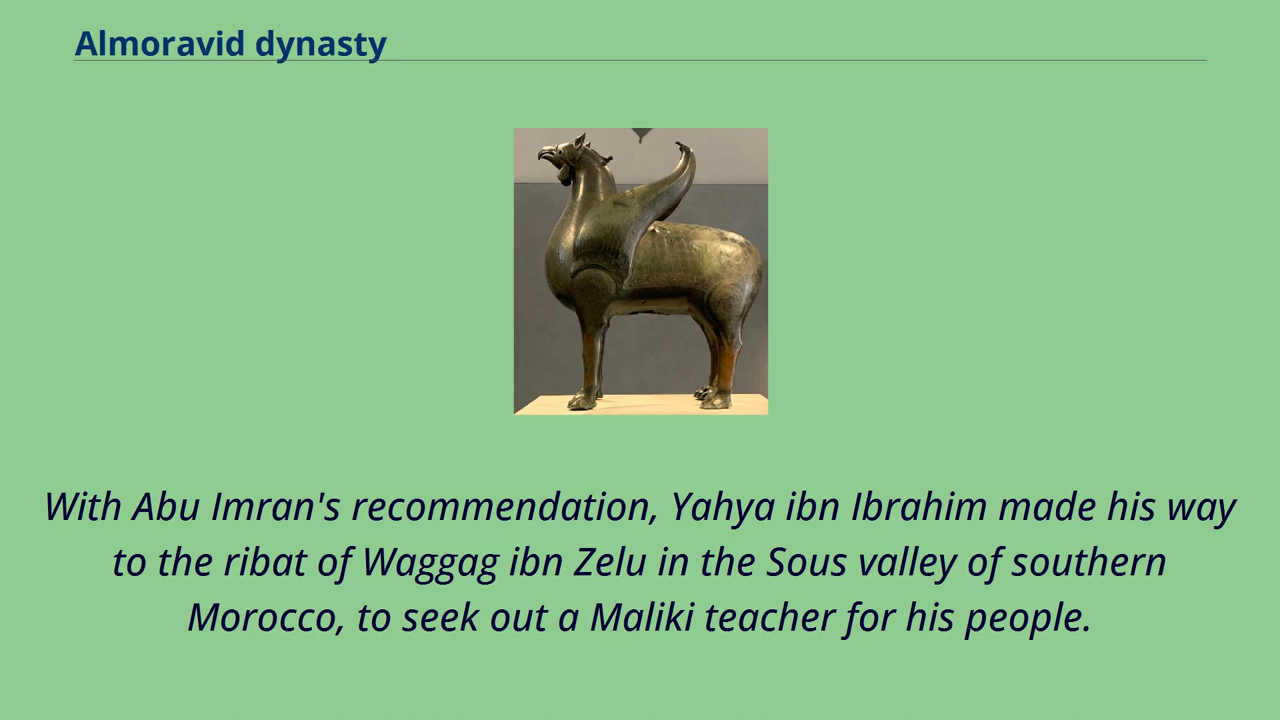 Almoravid dynasty
With Abu Imran's recommendation, Yahya ibn Ibrahim made his way
to the ribat of Waggag ibn Zelu in the Sous valley of southern
Morocco, to seek out a Maliki teacher for his people.